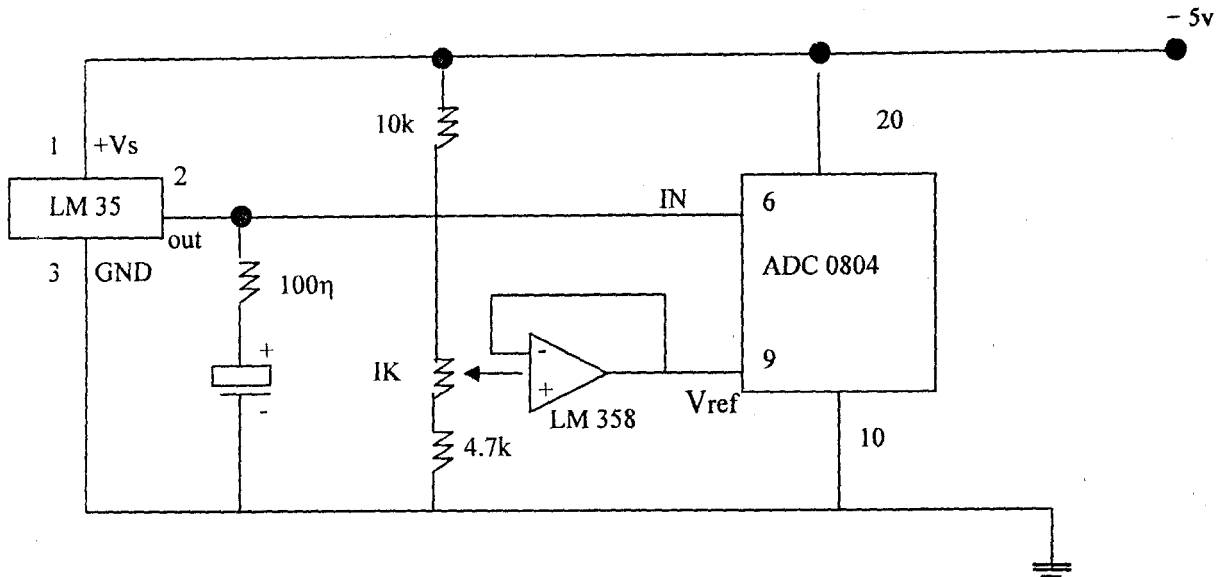 - 5v
10k
20
1
+Vs
2
LM 35
IN
6
out
3
GND
100η
ADC 0804
+
-
1K
-
+
9
LM 358
Vref
4.7k
10